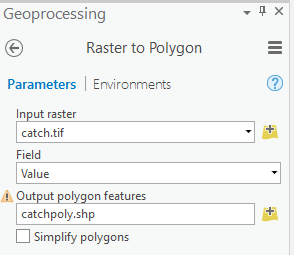 Geoprocessing
Raster to Polygon
Parameters Environments
Input raster
catch.tif
Field
Value
Output polygon features
catchpoly.shp
Simplify polygons